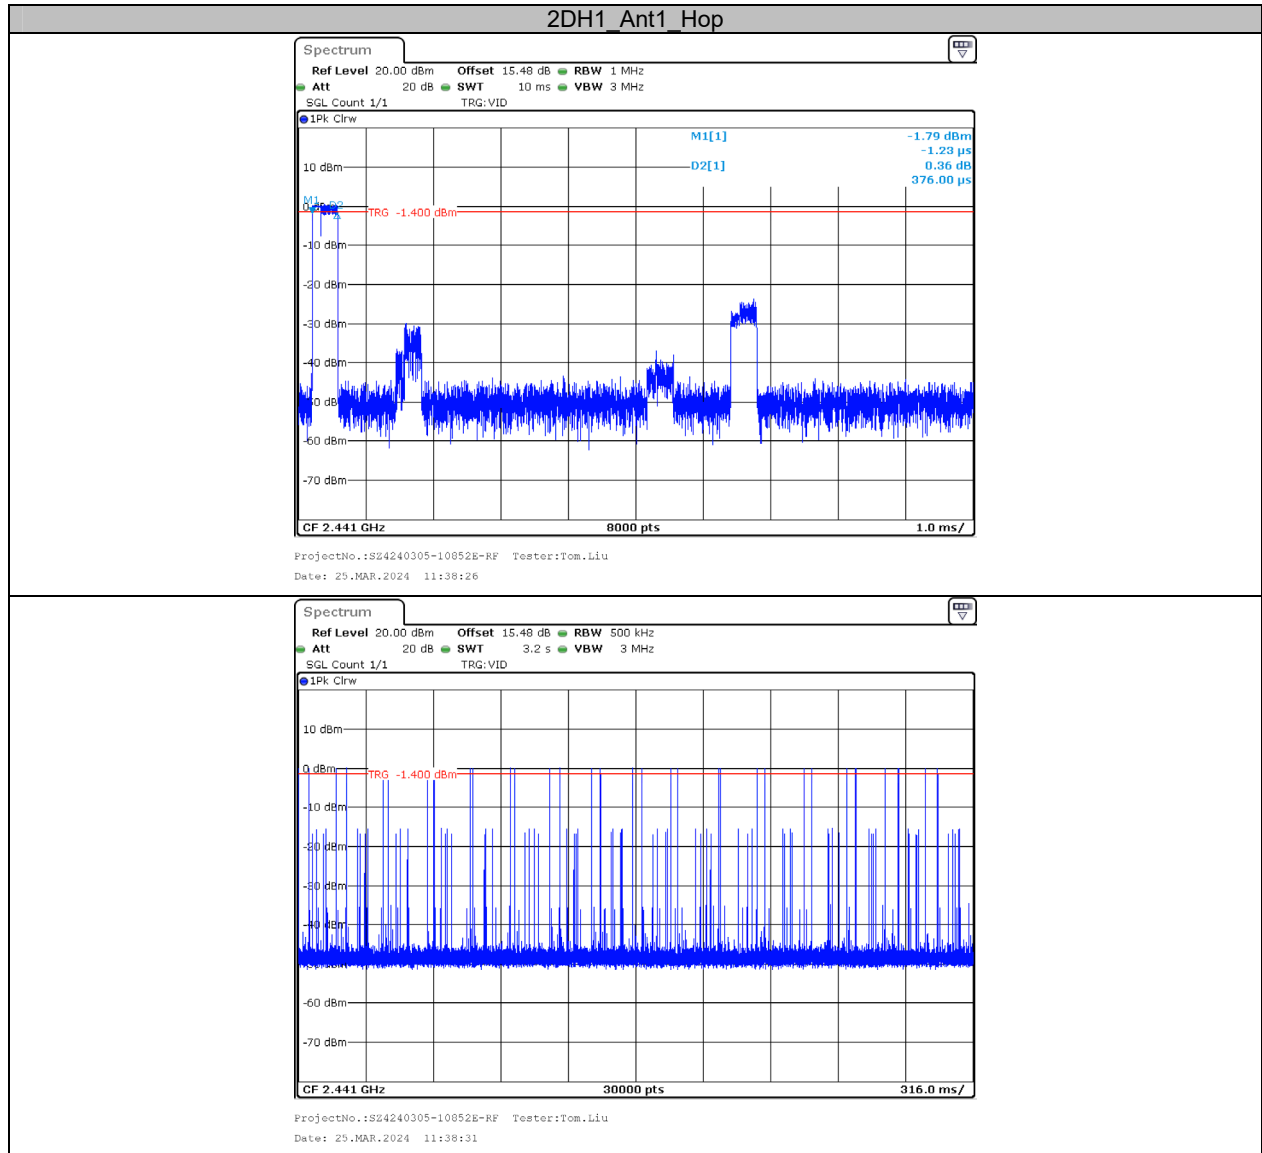 2DH1_Ant1_Hop
Spectrum
Ref Level 20.00 dBm Offset 15.48 dB RBW 1 MHz
Att 20 dB SWT 10 ms VBW 3 MHz
SGL Count 1/1 TRG:VID
1Pk Clrw
M1[1] -1.79 dBm
-1.23 µs
10 dBm D2[1] 0.36 dB
376.00 µs
M1 D2
TRG -1.400 dBm
-10 dBm
-20 dBm
-30 dBm
-40 dBm
-60 dBm
-70 dBm
CF 2.441 GHz 8000 pts 1.0 ms/
ProjectNo.:SZ4240305-10852E-RF Tester:Tom.Liu
Date: 25.MAR.2024 11:38:26
Spectrum
Ref Level 20.00 dBm Offset 15.48 dB RBW 500 kHz
Att 20 dB SWT 3.2 s VBW 3 MHz
SGL Count 1/1 TRG:VID
1Pk Clrw
10 dBm
0 dBm
TRG -1.400 dBm
-10 dBm
-20 dBm
-30 dBm
-40 dBm
-60 dBm
-70 dBm
CF 2.441 GHz 30000 pts 316.0 ms/
ProjectNo.:SZ4240305-10852E-RF Tester:Tom.Liu
Date: 25.MAR.2024 11:38:31